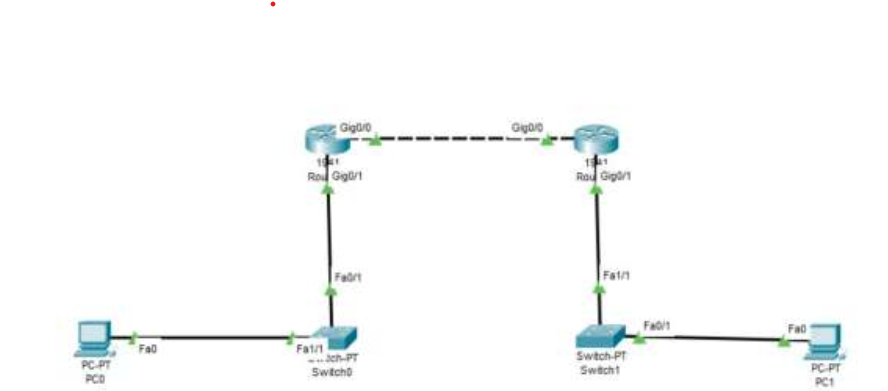 Gig0/0
Gig0/0
1941
Rou Gig0/1
1941
Rou Gig0/1
Fa0/1
Fa1/1
Fa0
Fa1/1
Fa0/1
Fa0
PC-PT
PC0
Switch-PT
Switch0
Switch-PT
Switch1
PC-PT
PC1